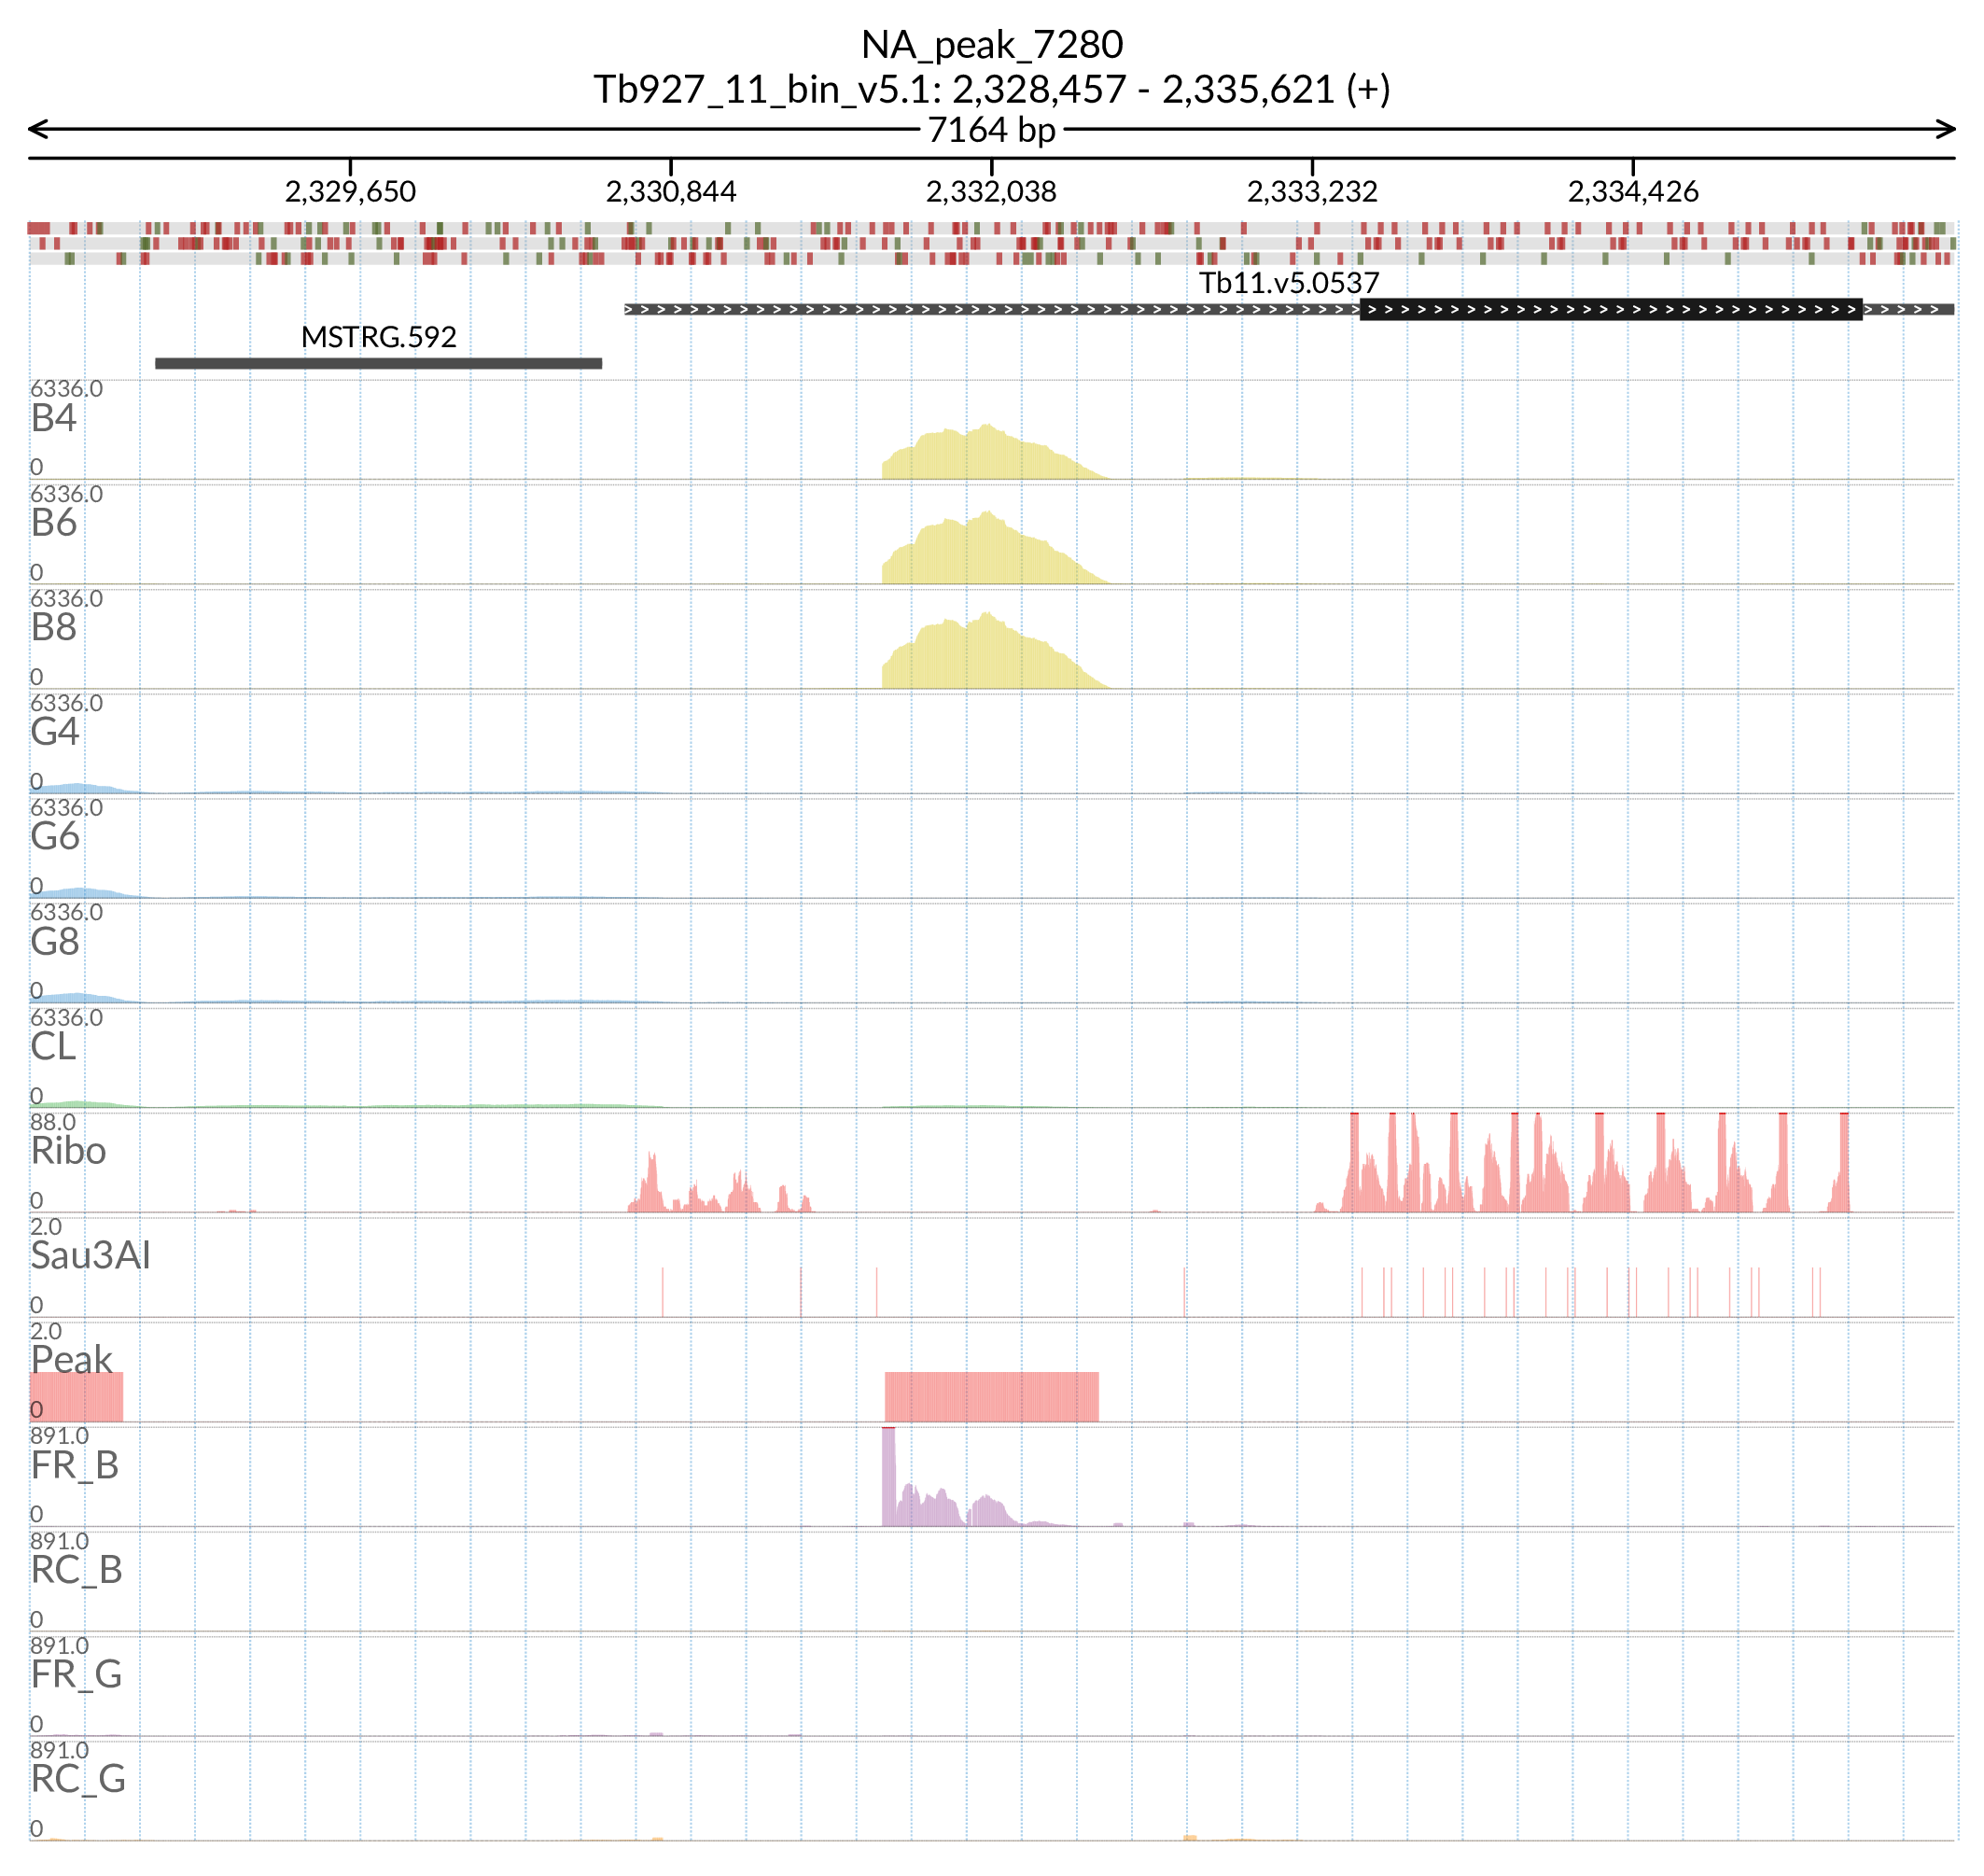 NA_peak_7280
Tb927_11_bin_v5.1: 2,328,457 - 2,335,621 (+)
7164 bp
2,329,650 2,330,844 2,332,038 2,333,232 2,334,426
Tb11.v5.0537
MSTRG.592
6336.0
B4
0
6336.0
B6
0
6336.0
B8
0
6336.0
G4
0
6336.0
G6
0
6336.0
G8
0
6336.0
CL
0
88.0
Ribo
0
2.0
Sau3AI
0
2.0
Peak
0
891.0
FR_B
0
891.0
RC_B
0
891.0
FR_G
0
891.0
RC_G
0